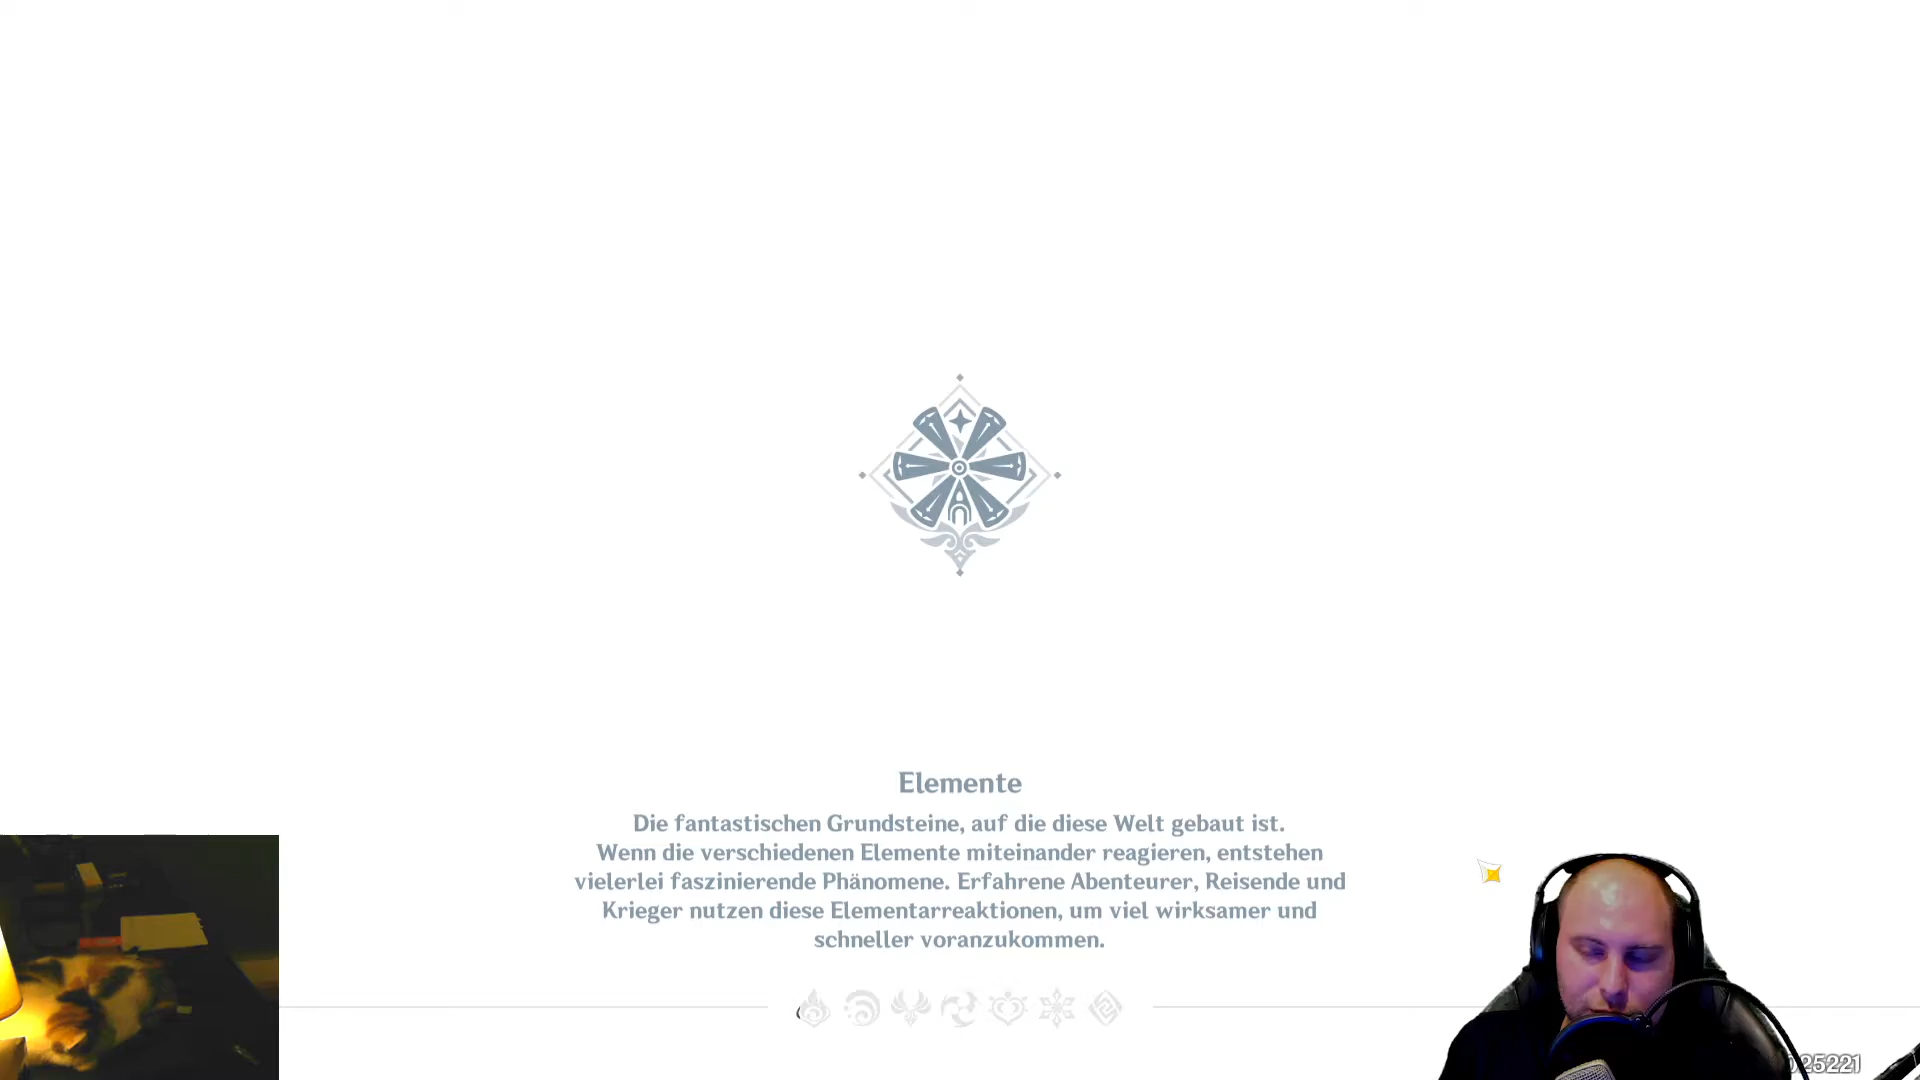 Elemente
Die fantastischen Grundsteine, auf die diese Welt gebaut ist.
Wenn die verschiedenen Elemente miteinander reagieren, entstehen
vielerlei faszinierende Phänomene. Erfahrene Abenteurer, Reisende und
Krieger nutzen diese Elementarreaktionen, um viel wirksamer und
schneller voranzukommen.
25221